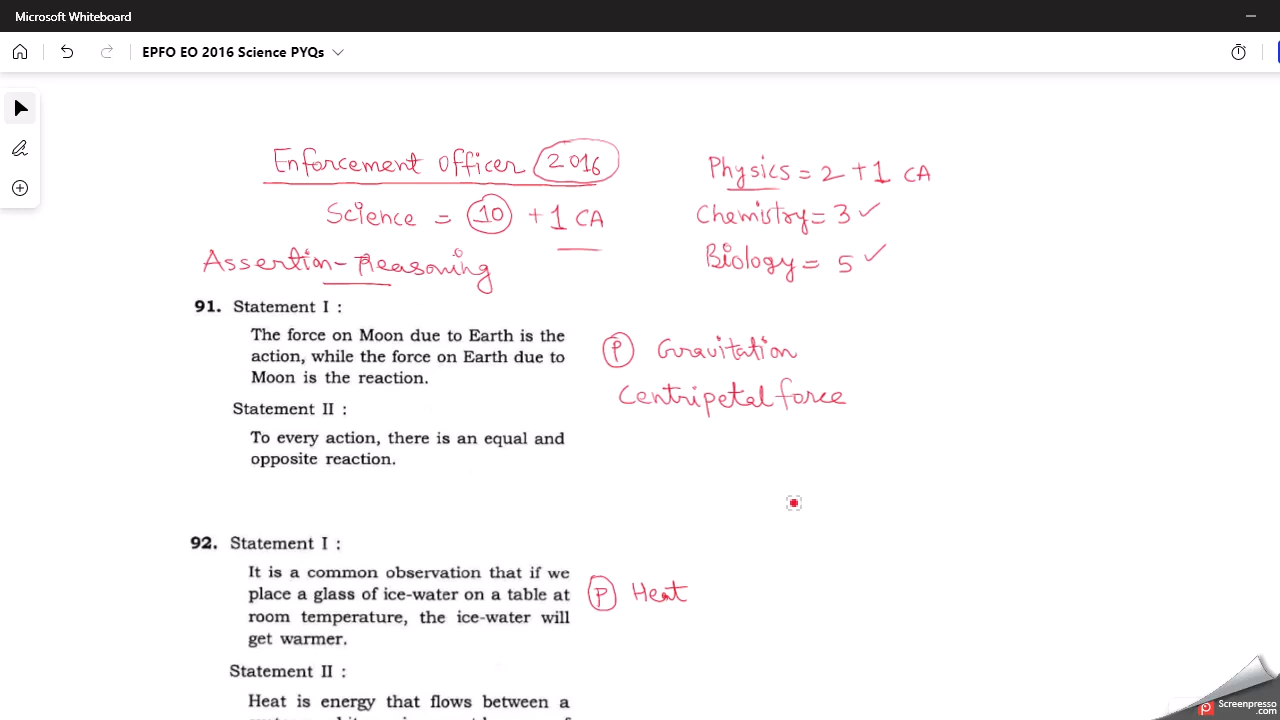 Microsoft Whiteboard
EPFO EO 2016 Science PYQs
Enforcement Officer 2016
Science = 10 + 1 CA
Assertion-Reasoning
Physics = 2 + 1 CA
Chemistry = 3 ✓
Biology = 5 ✓
91. Statement I :
The force on Moon due to Earth is the
action, while the force on Earth due to
Moon is the reaction.
Statement II :
To every action, there is an equal and
opposite reaction.
P Gravitation
Centripetal force
92. Statement I :
It is a common observation that if we
place a glass of ice-water on a table at
room temperature, the ice-water will
get warmer.
P Heat
Statement II :
Heat is energy that flows between a
Screenpresso
.com